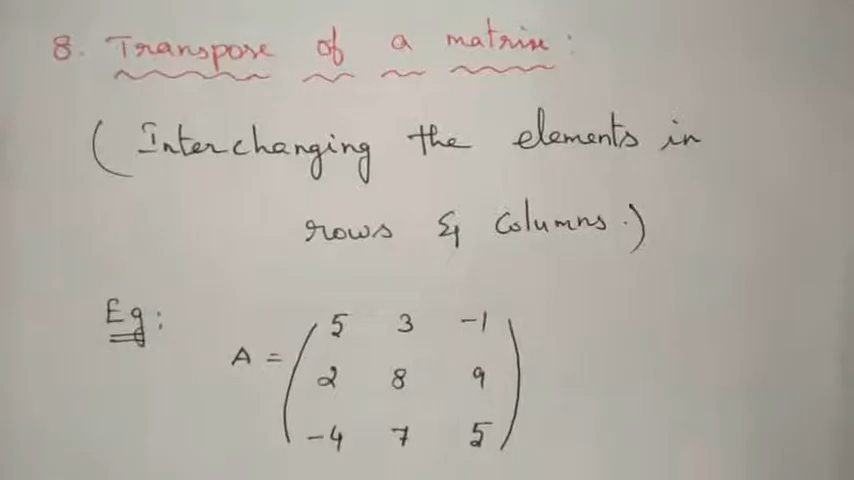 8. Transpose of a matrix:
(Interchanging the elements in
rows & columns.)
Eg:
A = ( 5 3 -1
2 8 9
-4 7 5 )